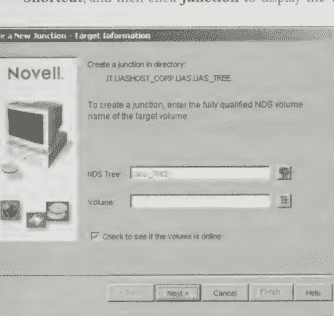 Shortcut, and then click Junction to display the
e a New Junction - Target Information
Novell.
Create a junction in directory:
IT.UASHOST_CORP.UAS.UAS_TREE.
To create a junction, enter the fully qualified NDS volume
name of the target volume.
NDS Tree:
Volume:
Check to see if the volume is online
Next >
Cancel
Finish
Help